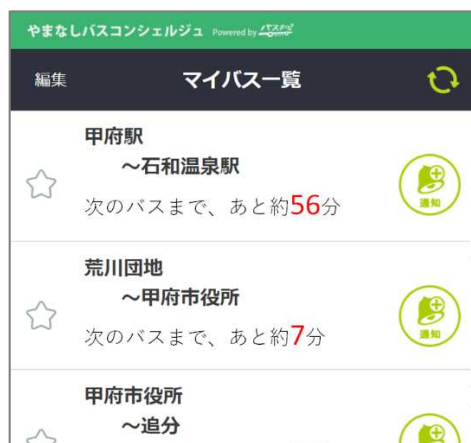 やまなしバスコンシェルジュ Powered by バスナビ
編集 マイバス一覧
甲府駅
～石和温泉駅
次のバスまで、あと約56分
通知
荒川団地
～甲府市役所
次のバスまで、あと約7分
通知
甲府市役所
～追分